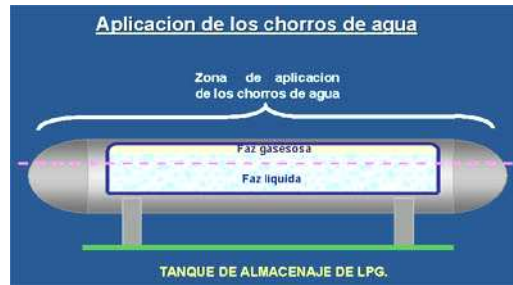 Aplicacion de los chorros de agua
Zona de aplicacion
de los chorros de agua
Faz gasesosa
Faz liquida
TANQUE DE ALMACENAJE DE LPG.